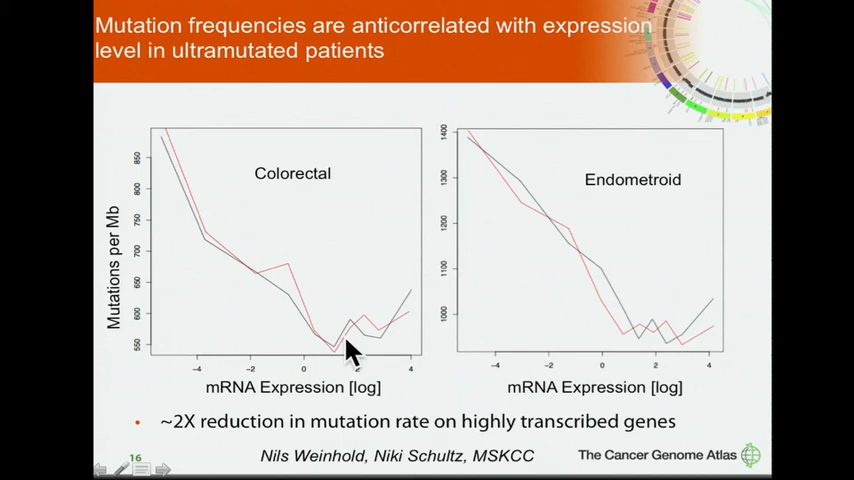 Mutation frequencies are anticorrelated with expression
level in ultramutated patients
Colorectal
Endometroid
Mutations per Mb
850
800
750
700
650
600
550
-4
-2
0
2
4
mRNA Expression [log]
1400
1300
1200
1100
1000
-4
-2
0
2
4
mRNA Expression [log]
• ~2X reduction in mutation rate on highly transcribed genes
16
Nils Weinhold, Niki Schultz, MSKCC
The Cancer Genome Atlas